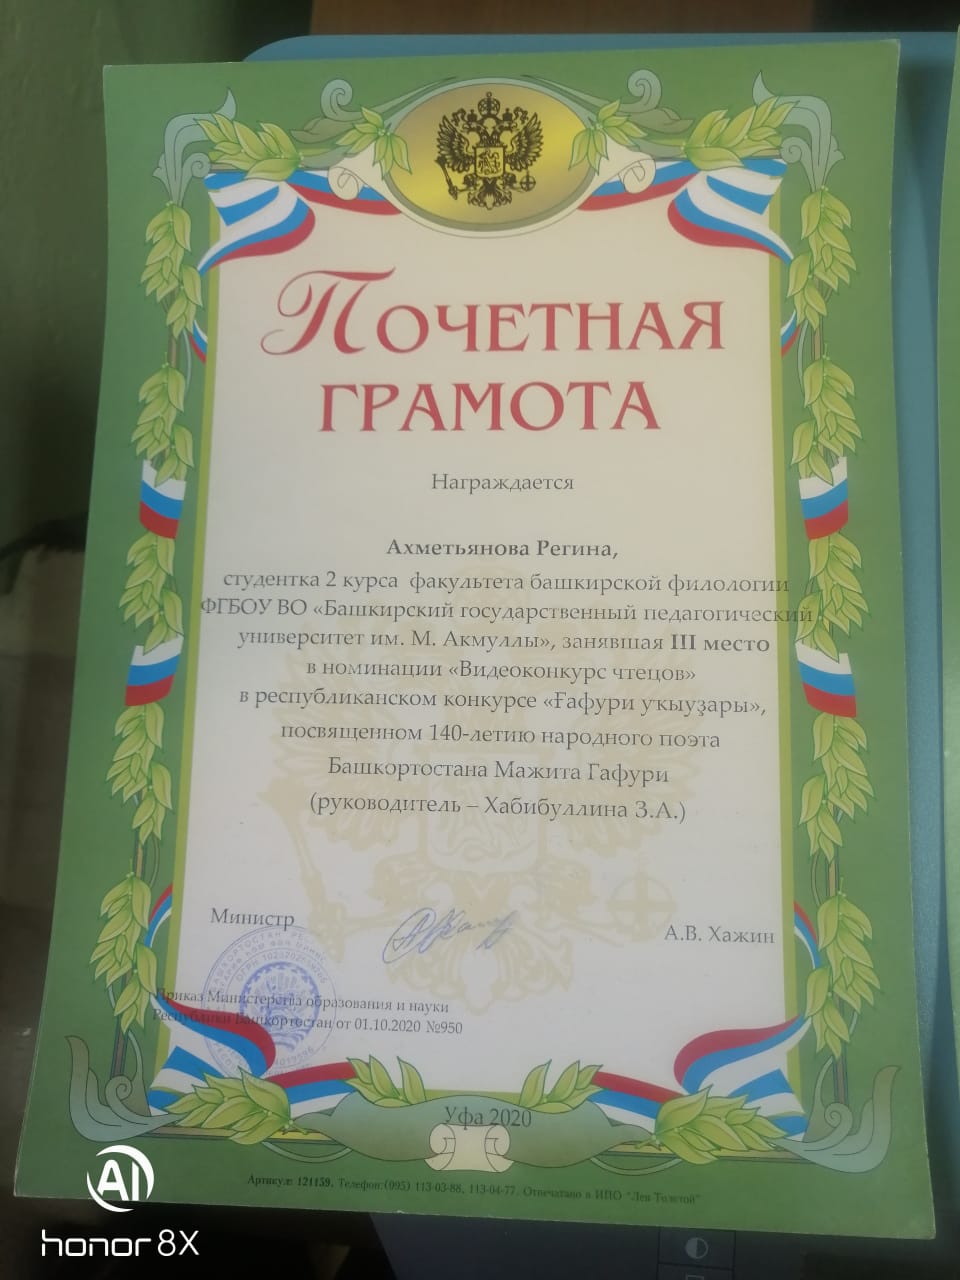 Почетная
грамота
Награждается
Ахметьянова Регина,
студентка 2 курса факультета башкирской филологии
ФГБОУ ВО «Башкирский государственный педагогический
университет им. М. Акмуллы», занявшая III место
в номинации «Видеоконкурс чтецов»
в республиканском конкурсе «Ғафури уҡыуҙары»,
посвященном 140-летию народного поэта
Башкортостана Мажита Гафури
(руководитель – Хабибуллина З.А.)
Министр
А.В. Хажин
Приказ Министерства образования и науки
Республики Башкортостан от 01.10.2020 №950
Уфа 2020
Артикул: 121159. Телефон:(095) 113-03-88, 113-04-77. Отпечатано в ИПО "Лев Толстой"
AI
honor 8X